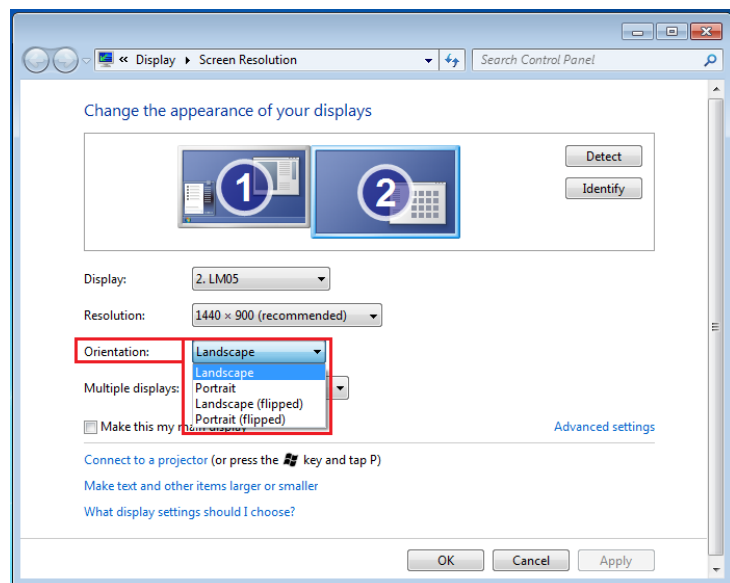 « Display ▸ Screen Resolution
Search Control Panel
Change the appearance of your displays
1
2
Detect
Identify
Display:
2. LM05
Resolution:
1440 × 900 (recommended)
Orientation:
Landscape
Landscape
Portrait
Landscape (flipped)
Portrait (flipped)
Multiple displays:
Make this my main display
Advanced settings
Connect to a projector (or press the key and tap P)
Make text and other items larger or smaller
What display settings should I choose?
OK
Cancel
Apply